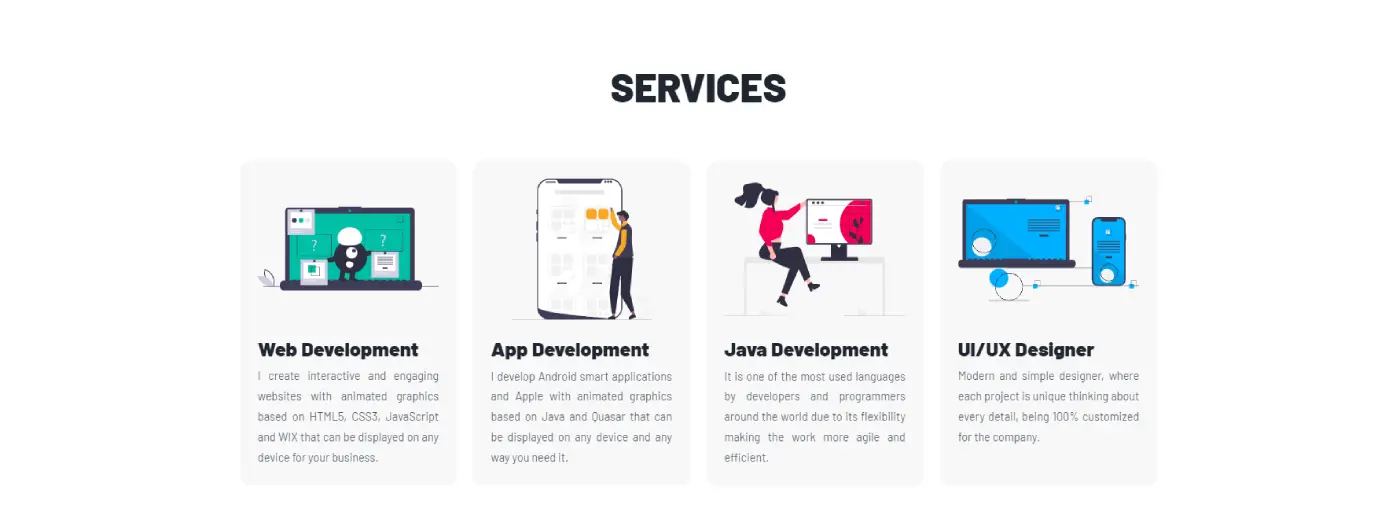 SERVICES
Web Development
I create interactive and engaging
websites with animated graphics
based on HTML5, CSS3, JavaScript
and WIX that can be displayed on any
device for your business.
App Development
I develop Android smart applications
and Apple with animated graphics
based on Java and Quasar that can
be displayed on any device and any
way you need it.
Java Development
It is one of the most used languages
by developers and programmers
around the world due to its flexibility
making the work more agile and
efficient.
UI/UX Designer
Modern and simple designer, where
each project is unique thinking about
every detail, being 100% customized
for the company.